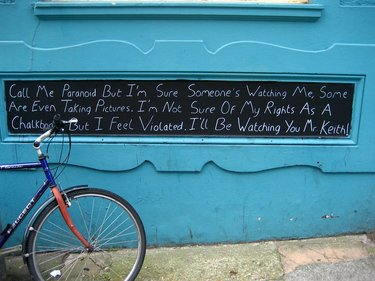 Call Me Paranoid But I'm Sure Someone's Watching Me, Some
Are Even Taking Pictures. I'm Not Sure Of My Rights As A
Chalkboard But I Feel Violated. I'll Be Watching You Mr Keith!